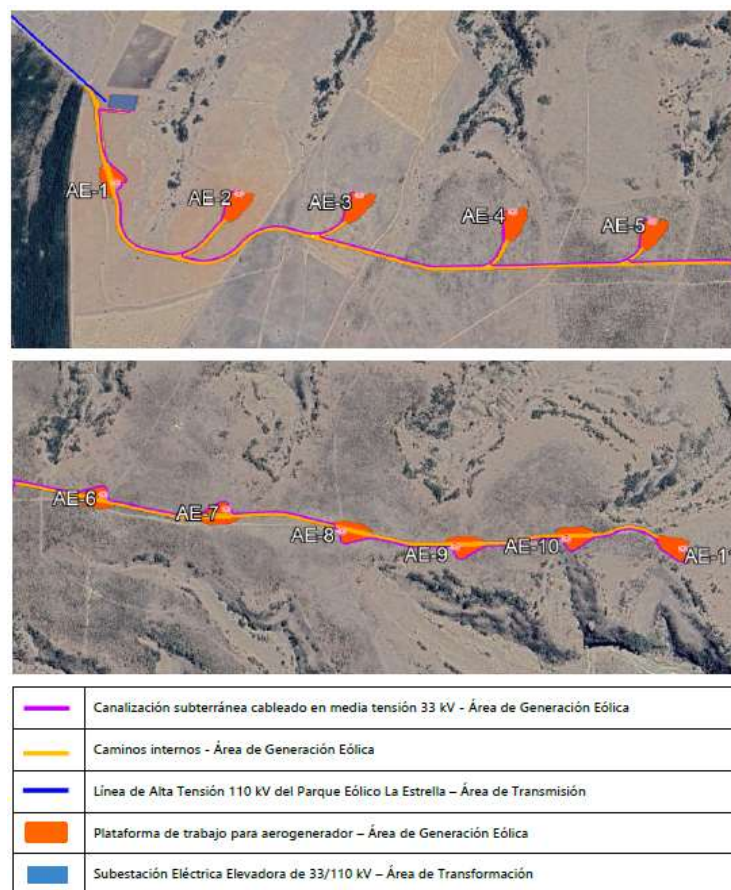 AE-1
AE-2
AE-3
AE-4
AE-5
AE-6
AE-7
AE-8
AE-9
AE-10
AE-1
Canalización subterránea cableado en media tensión 33 kV - Área de Generación Eólica
Caminos internos - Área de Generación Eólica
Línea de Alta Tensión 110 kV del Parque Eólico La Estrella – Área de Transmisión
Plataforma de trabajo para aerogenerador – Área de Generación Eólica
Subestación Eléctrica Elevadora de 33/110 kV – Área de Transformación